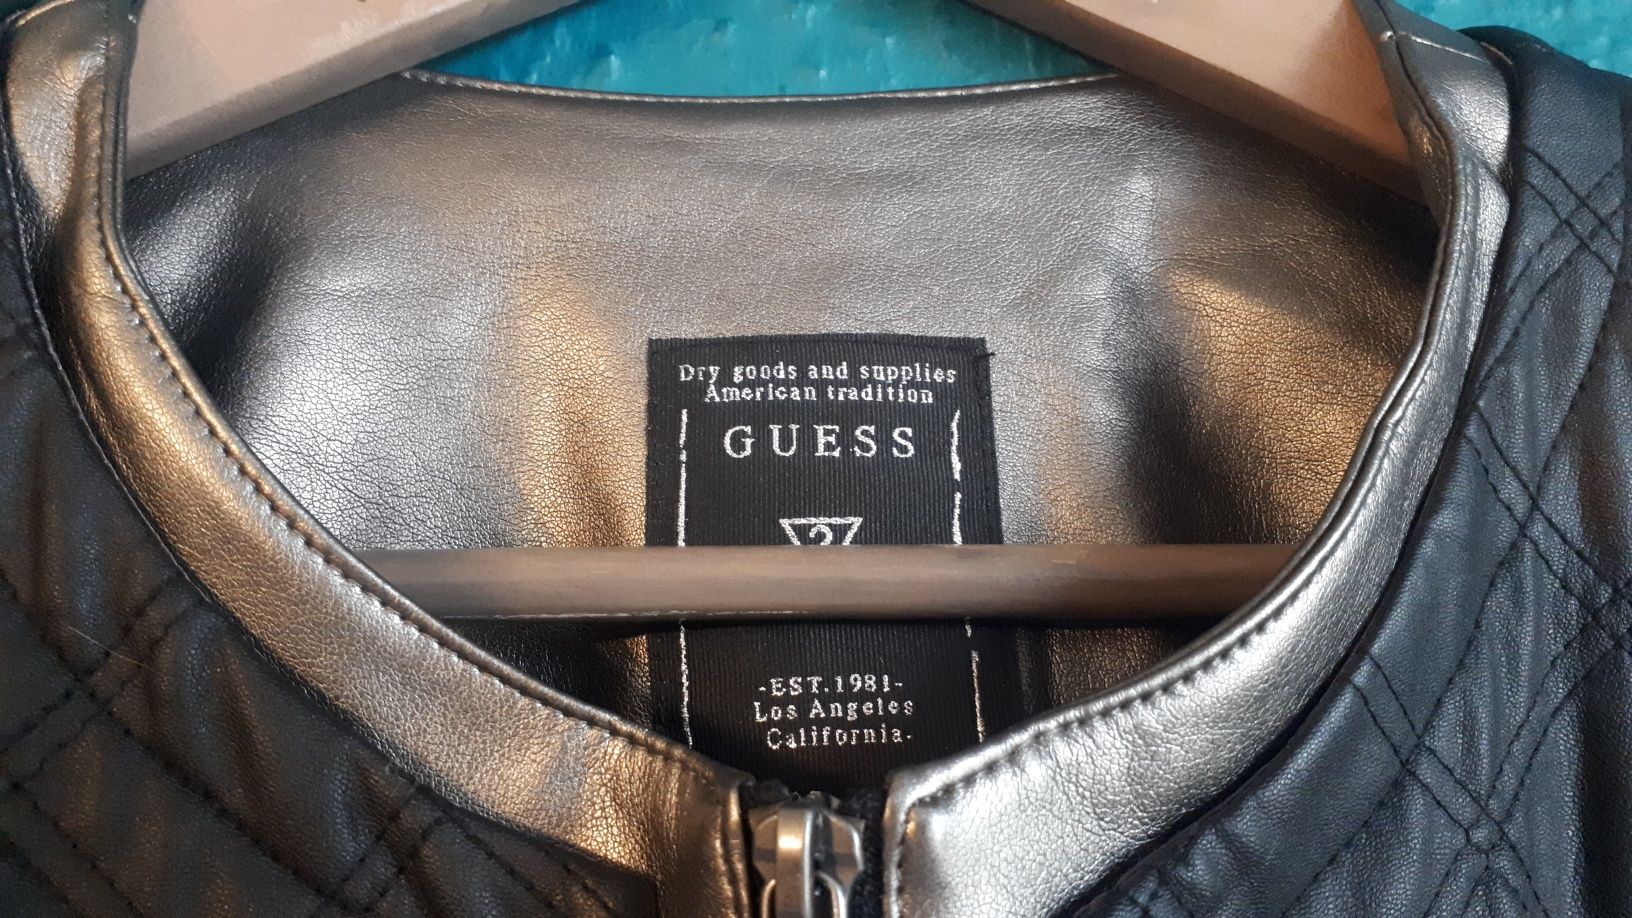 Dry goods and supplies
American tradition
GUESS
?
-EST.1981-
Los Angeles
California.